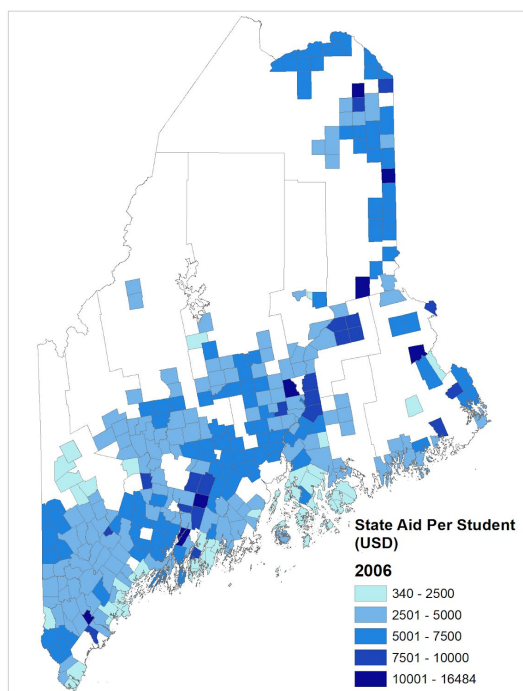 State Aid Per Student
(USD)
2006
340 - 2500
2501 - 5000
5001 - 7500
7501 - 10000
10001 - 16484